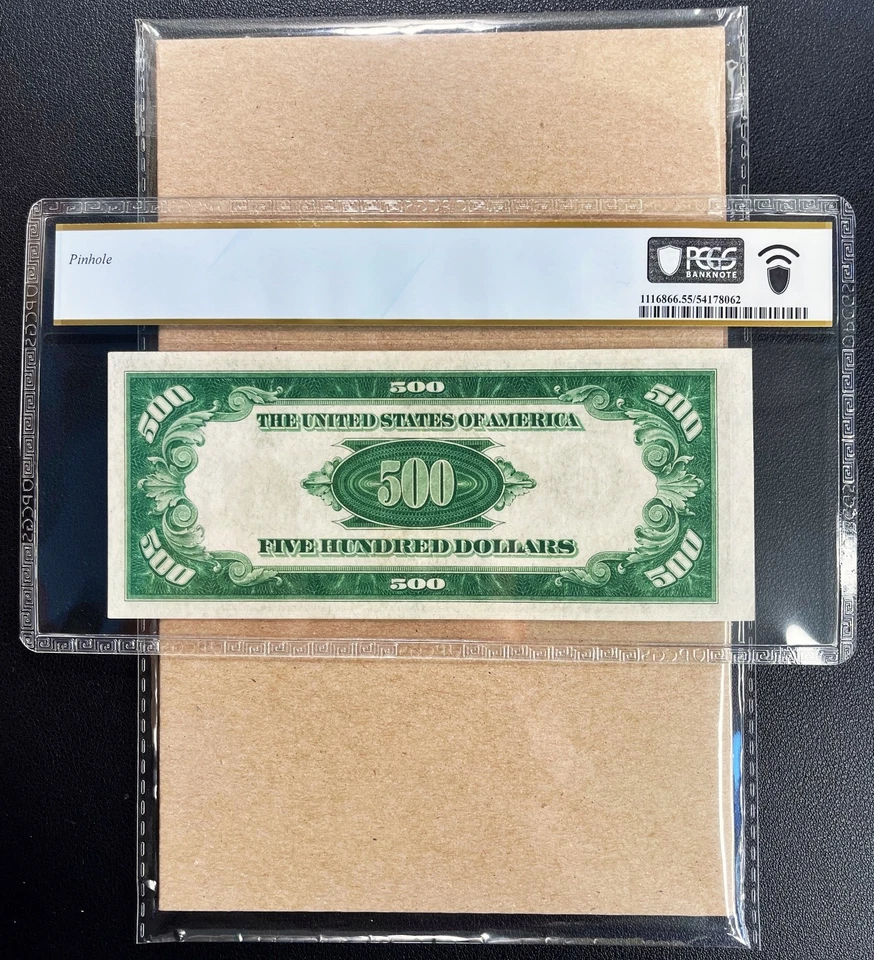 Pinhole
PCGS
BANKNOTE
1116866.55/54178062
500
500 500
THE UNITED STATES OF AMERICA
500
FIVE HUNDRED DOLLARS
500 500
500